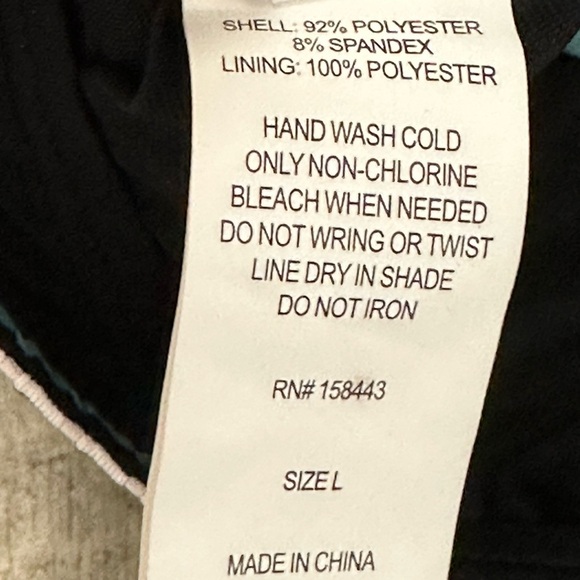 SHELL: 92% POLYESTER
8% SPANDEX
LINING: 100% POLYESTER
HAND WASH COLD
ONLY NON-CHLORINE
BLEACH WHEN NEEDED
DO NOT WRING OR TWIST
LINE DRY IN SHADE
DO NOT IRON
RN# 158443
SIZE L
MADE IN CHINA